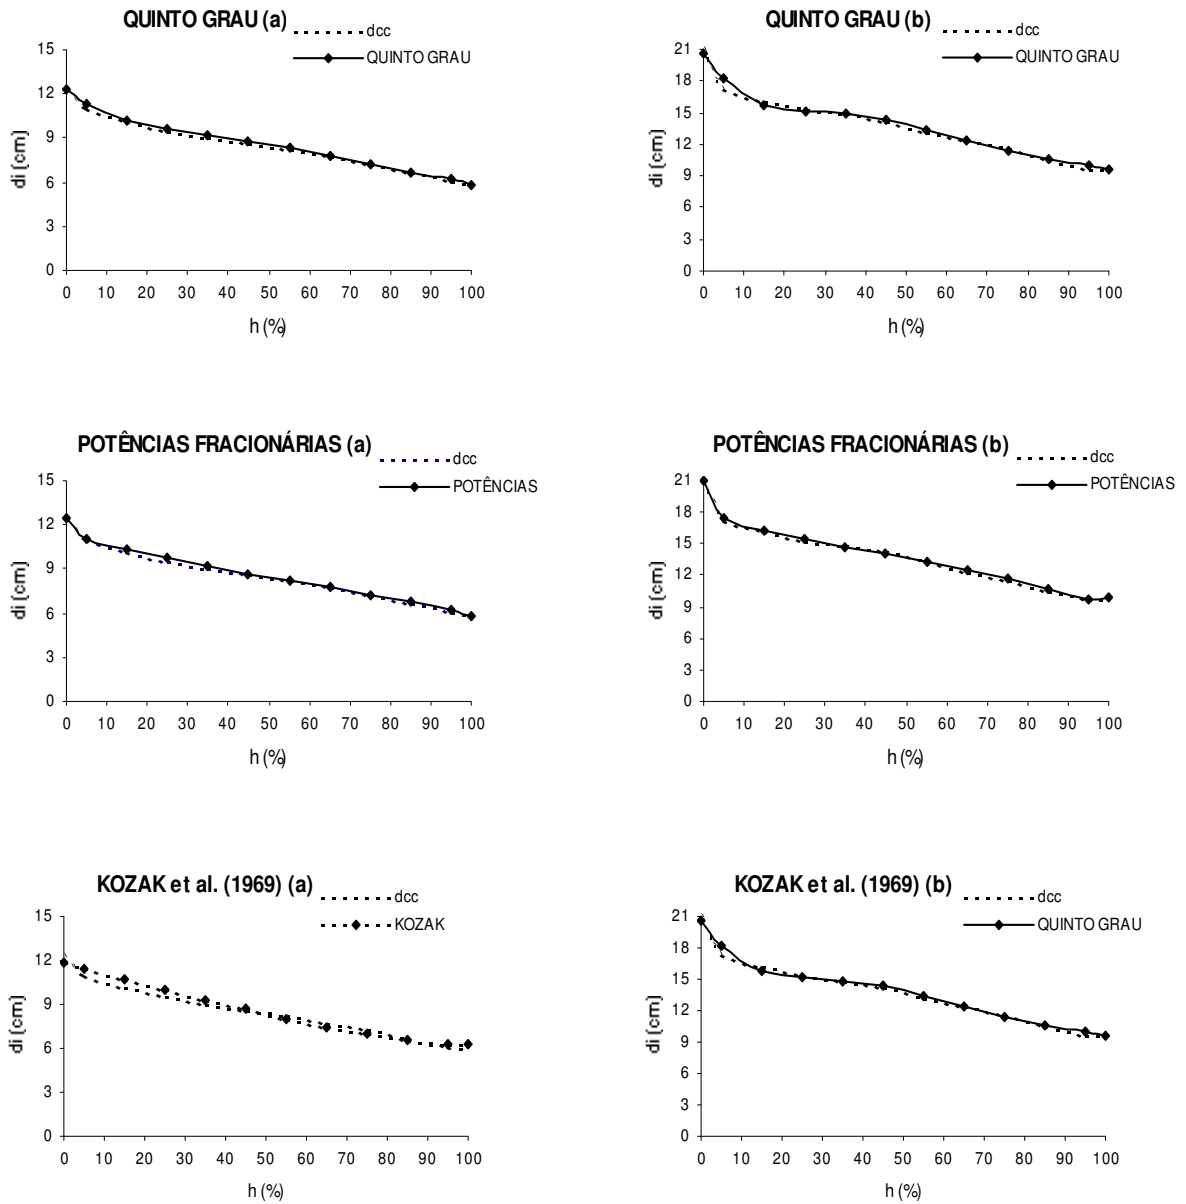 QUINTO GRAU (a)
dcc
QUINTO GRAU
15
12
9
6
3
0
di [cm]
0 10 20 30 40 50 60 70 80 90 100
h (%)
QUINTO GRAU (b)
dcc
QUINTO GRAU
21
18
15
12
9
6
3
0
di [cm]
0 10 20 30 40 50 60 70 80 90 100
h (%)
POTÊNCIAS FRACIONÁRIAS (a)
dcc
POTÊNCIAS
15
12
9
6
3
0
di [cm]
0 10 20 30 40 50 60 70 80 90 100
h (%)
POTÊNCIAS FRACIONÁRIAS (b)
dcc
POTÊNCIAS
21
18
15
12
9
6
3
0
di [cm]
0 10 20 30 40 50 60 70 80 90 100
h (%)
KOZAK et al. (1969) (a)
dcc
KOZAK
15
12
9
6
3
0
di [cm]
0 10 20 30 40 50 60 70 80 90 100
h (%)
KOZAK et al. (1969) (b)
dcc
QUINTO GRAU
21
18
15
12
9
6
3
0
di [cm]
0 10 20 30 40 50 60 70 80 90 100
h (%)